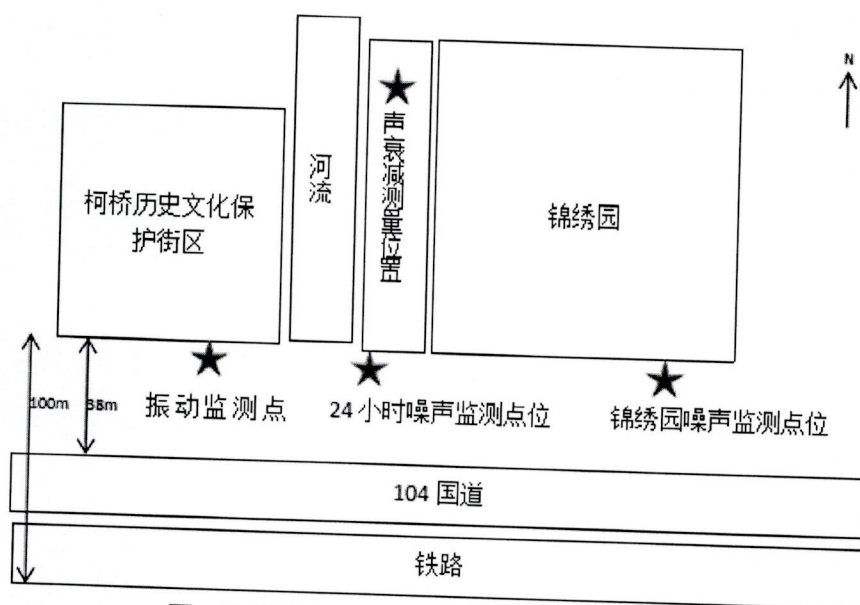 N
声衰减测量位置
河流
柯桥历史文化保
护街区
锦绣园
100m
38m
振动监测点
24小时噪声监测点位
锦绣园噪声监测点位
104 国道
铁路